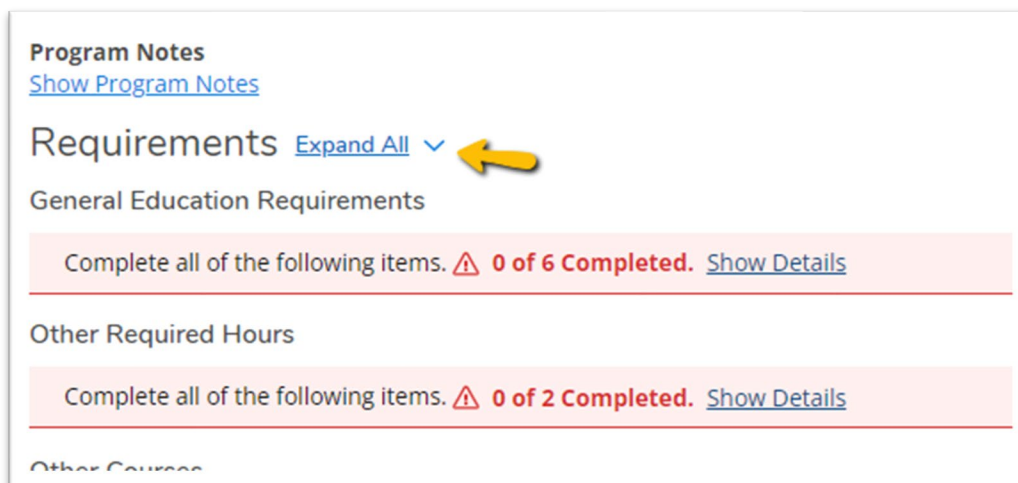 Program Notes
Show Program Notes
Requirements Expand All
General Education Requirements
Complete all of the following items. 0 of 6 Completed. Show Details
Other Required Hours
Complete all of the following items. 0 of 2 Completed. Show Details
Other Courses